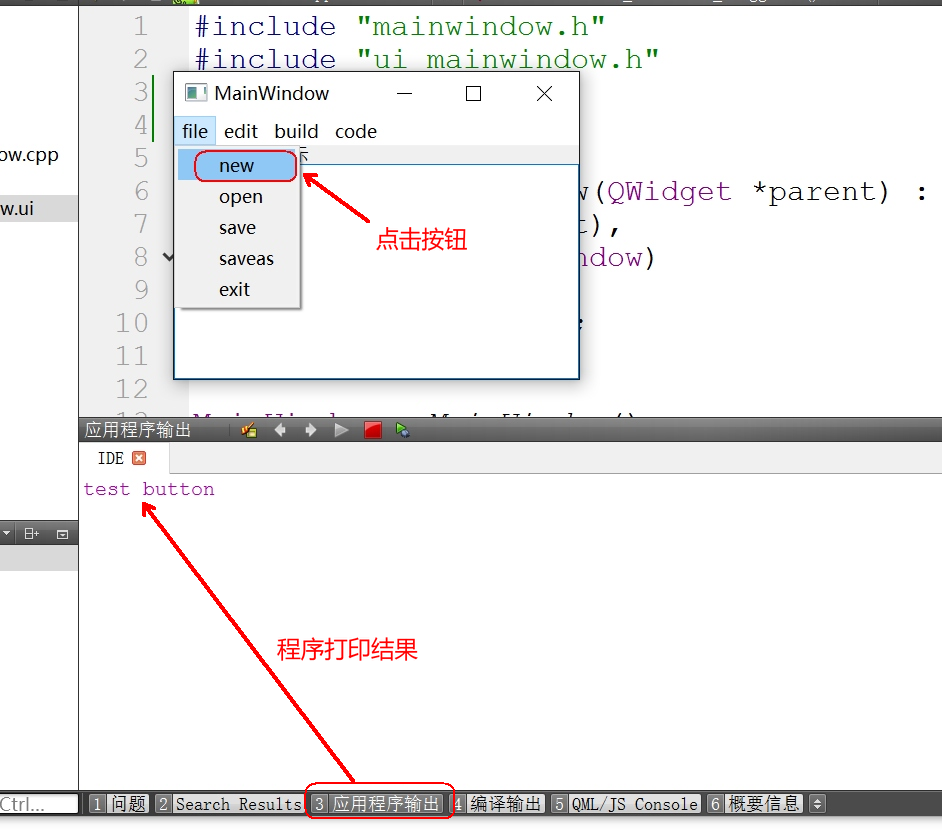 1 #include "mainwindow.h"
2 #include "ui_mainwindow.h"
3
4
5
6 w(QWidget *parent) :
7 t),
8 ndow)
9
10 ;
11
12
ow.cpp
w.ui
MainWindow
file edit build code
new
open
save
saveas
exit
点击按钮
应用程序输出
IDE
test button
程序打印结果
Ctrl...
1 问题 2 Search Results 3 应用程序输出 4 编译输出 5 QML/JS Console 6 概要信息